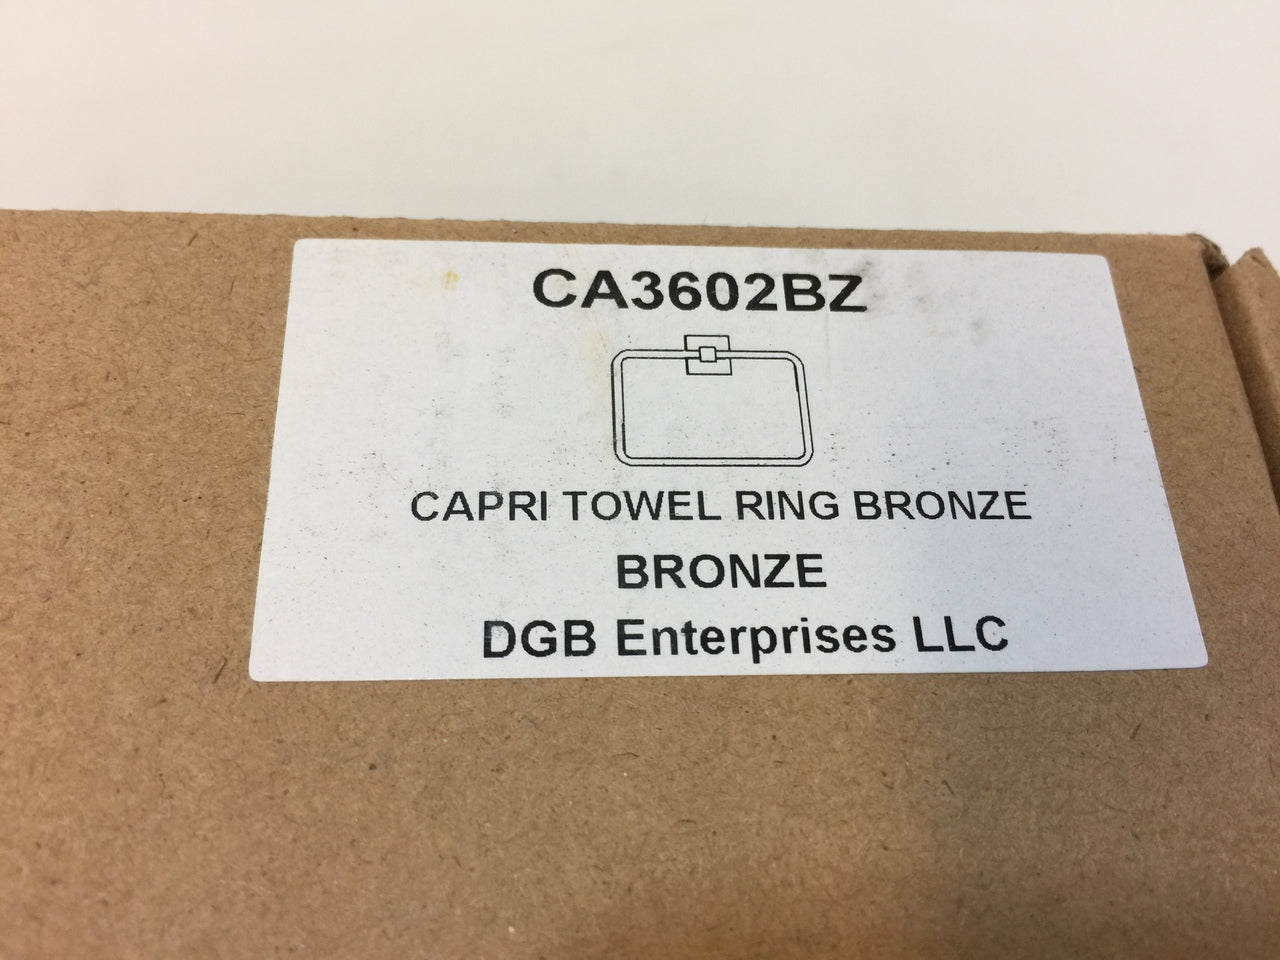 CA3602BZ
CAPRI TOWEL RING BRONZE
BRONZE
DGB Enterprises LLC